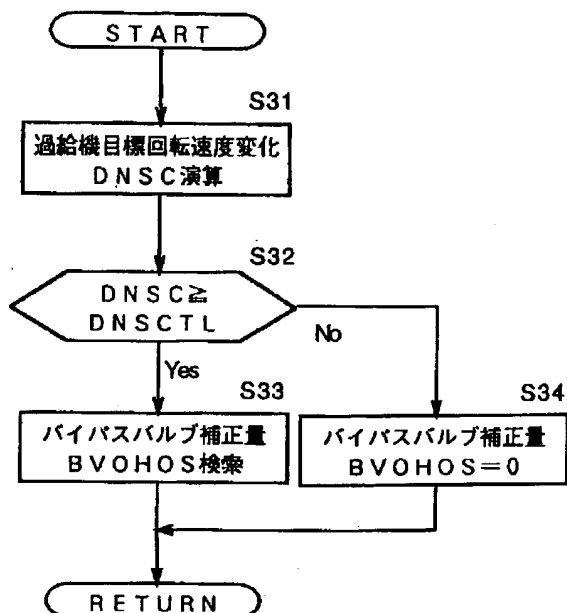 START
S31
過給機目標回転速度変化
DNSC演算
S32
DNSC≧
DNSCTL
No
Yes
S33
バイパスバルブ補正量
BVOHOS検索
S34
バイパスバルブ補正量
BVOHOS=0
RETURN